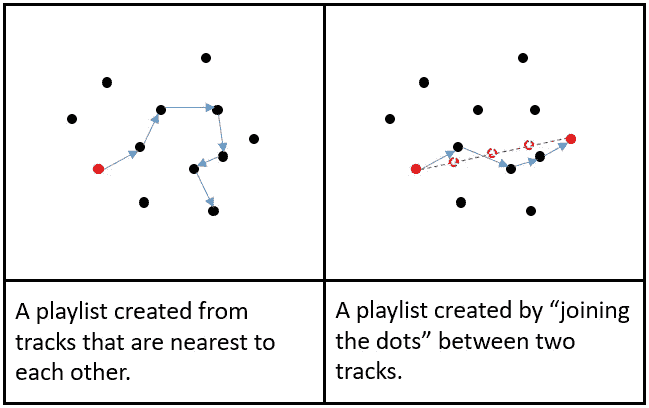 A playlist created from
tracks that are nearest to
each other.
A playlist created by “joining
the dots” between two
tracks.